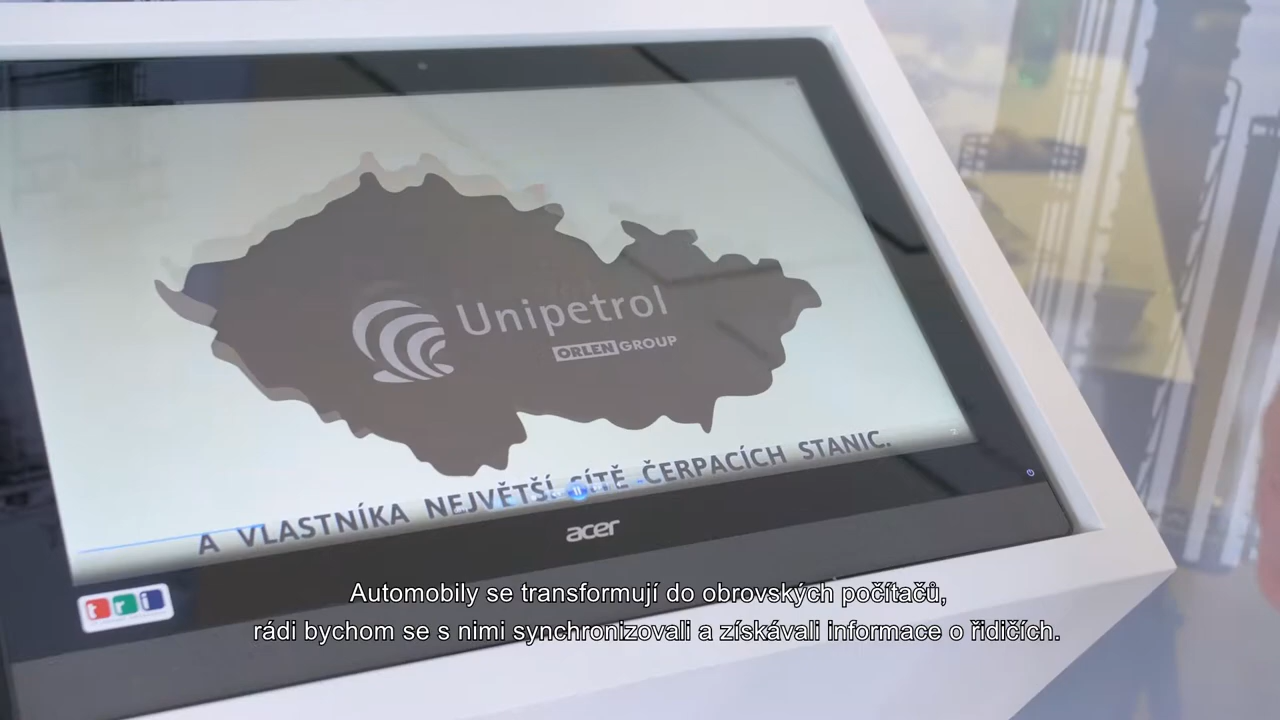 Unipetrol
ORLEN GROUP
A VLASTNÍKA NEJVĚTŠÍ SÍTĚ ČERPACÍCH STANIC.
acer
tri
Automobily se transformují do obrovských počítačů,
rádi bychom se s nimi synchronizovali a získávali informace o řidičích.